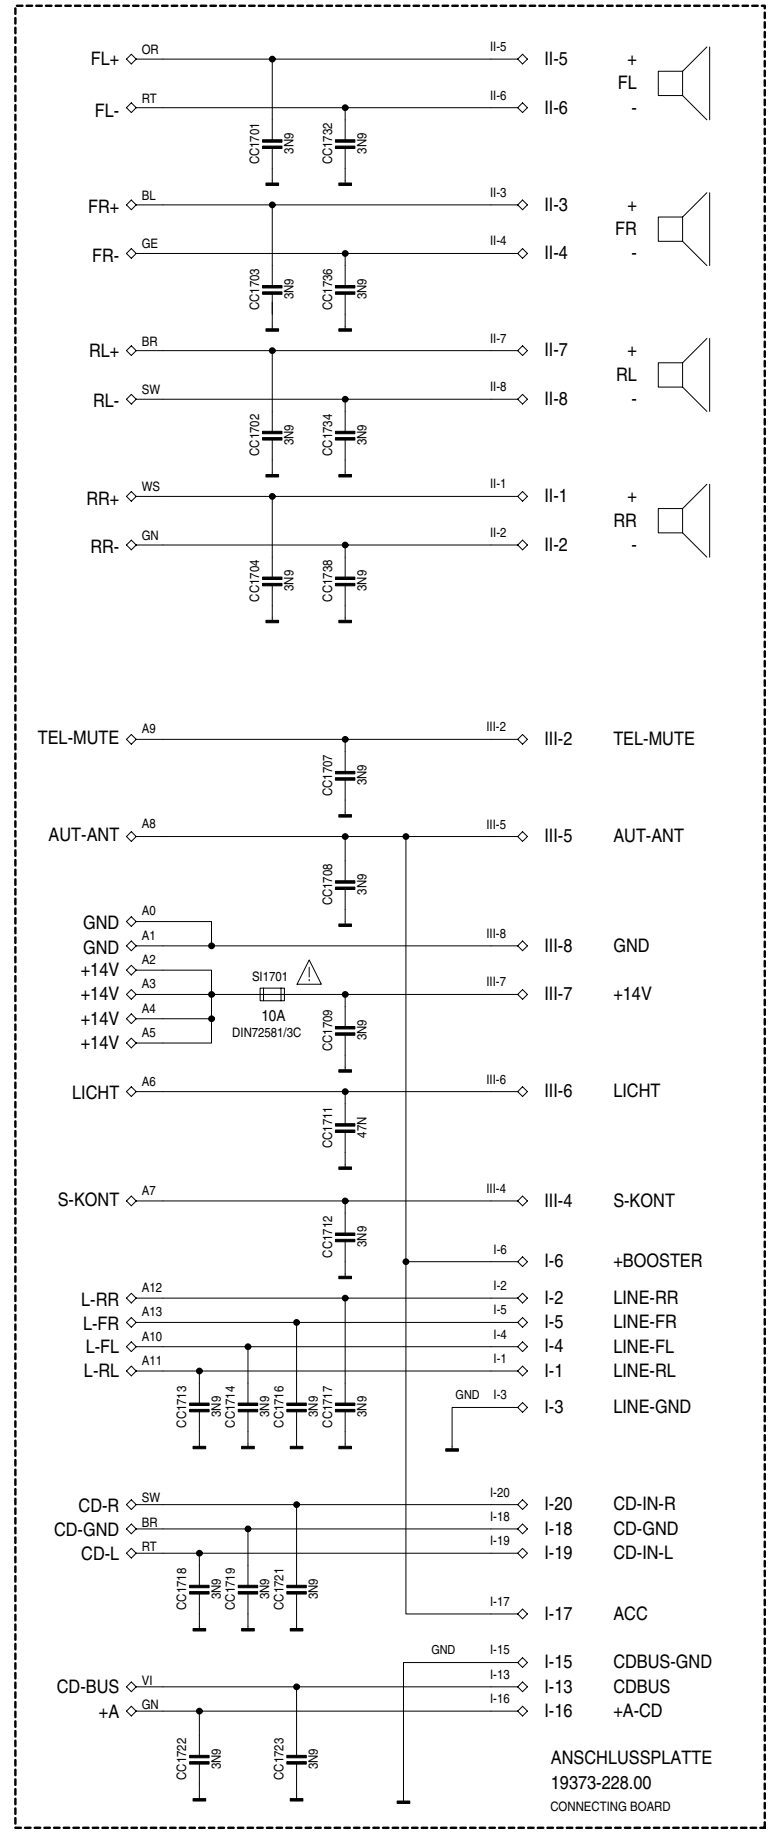 FL+ OR II-5 II-5 +
FL
FL- RT II-6 II-6 -
CC1701 3N9 CC1732 3N9
FR+ BL II-3 II-3 +
FR
FR- GE II-4 II-4 -
CC1703 3N9 CC1736 3N9
RL+ BR II-7 II-7 +
RL
RL- SW II-8 II-8 -
CC1702 3N9 CC1734 3N9
RR+ WS II-1 II-1 +
RR
RR- GN II-2 II-2 -
CC1704 3N9 CC1738 3N9
TEL-MUTE A9 III-2 III-2 TEL-MUTE
CC1707 3N9
AUT-ANT A8 III-5 III-5 AUT-ANT
CC1708 3N9
GND A0
GND A1 III-8 III-8 GND
+14V A2
SI1701 !
+14V A3 III-7 III-7 +14V
+14V A4 10A
+14V A5 DIN72581/3C
CC1709 3N9
LICHT A6 III-6 III-6 LICHT
CC1711 47N
S-KONT A7 III-4 III-4 S-KONT
CC1712 3N9
I-6 I-6 +BOOSTER
L-RR A12 I-2 I-2 LINE-RR
L-FR A13 I-5 I-5 LINE-FR
L-FL A10 I-4 I-4 LINE-FL
L-RL A11 I-1 I-1 LINE-RL
CC1713 3N9 CC1714 3N9 CC1716 3N9 CC1717 3N9
GND I-3 I-3 LINE-GND
CD-R SW I-20 I-20 CD-IN-R
CD-GND BR I-18 I-18 CD-GND
CD-L RT I-19 I-19 CD-IN-L
CC1718 3N9 CC1719 3N9 CC1721 3N9
I-17 I-17 ACC
GND I-15 I-15 CDBUS-GND
CD-BUS VI I-13 I-13 CDBUS
+A GN I-16 I-16 +A-CD
CC1722 3N9 CC1723 3N9
ANSCHLUSSPLATTE
19373-228.00
CONNECTING BOARD